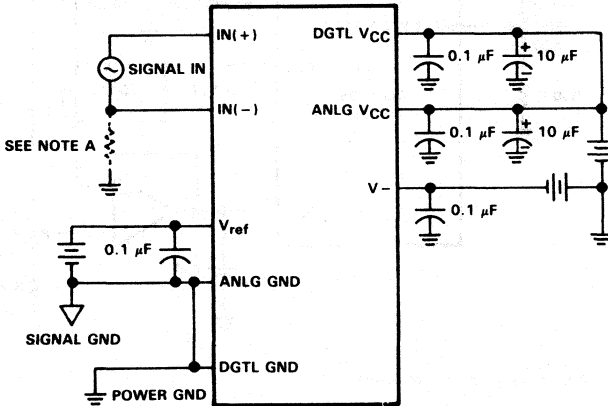 IN(+)
DGTL VCC
0.1 µF
+
10 µF
-
SIGNAL IN
IN(-)
ANLG VCC
0.1 µF
+
10 µF
-
SEE NOTE A
V-
0.1 µF
Vref
0.1 µF
ANLG GND
SIGNAL GND
DGTL GND
POWER GND